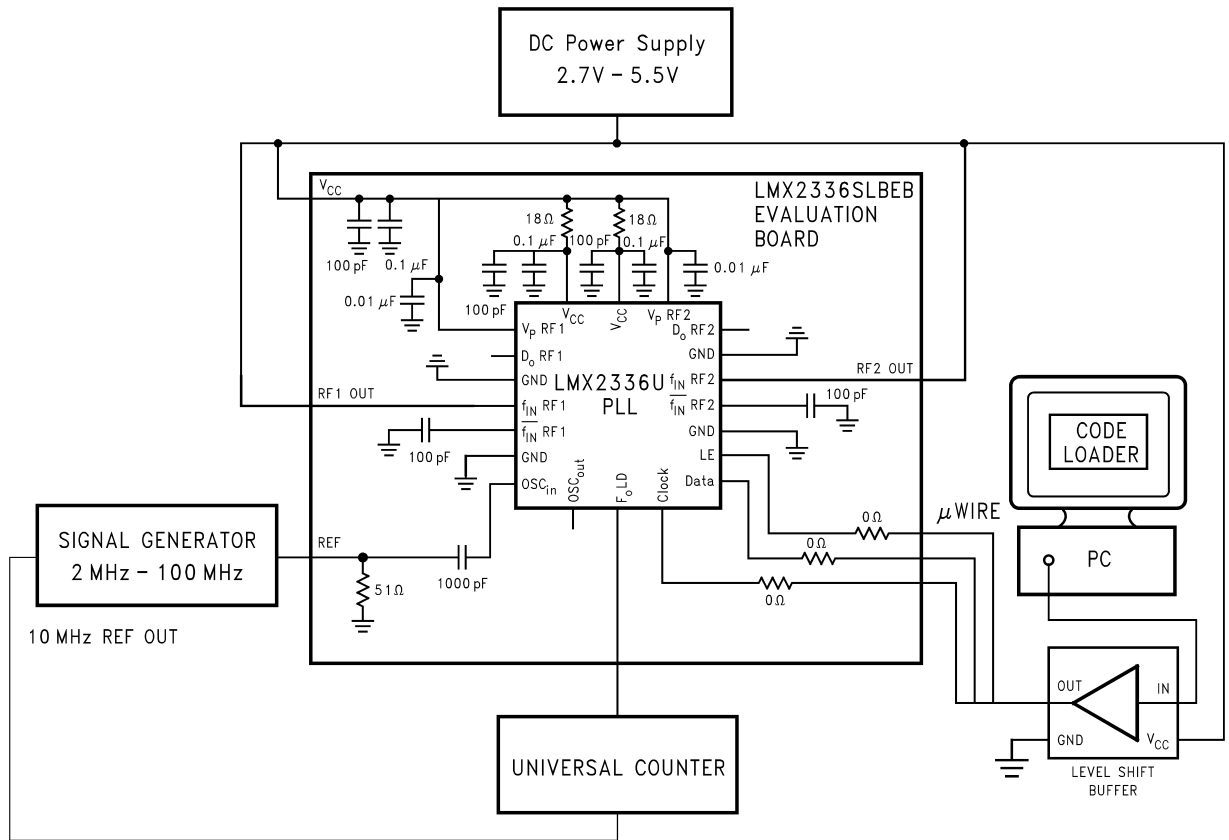 DC Power Supply
2.7V – 5.5V
V_CC
LMX2336SLBEB
EVALUATION
BOARD
18Ω
18Ω
0.1 μF
100 pF
0.1 μF
100 pF
0.1 μF
0.01 μF
0.01 μF
100 pF
V_CC
V_CC
V_P RF2
V_P RF1
D_o RF2
D_o RF1
GND
GND
LMX2336U
PLL
f_IN RF2
RF2 OUT
RF1 OUT
f_IN RF1
f̅_I̅N̅ RF2
100 pF
f̅_I̅N̅ RF1
100 pF
GND
GND
LE
OSC_in
Data
OSC_out
F_oLD
Clock
CODE
LOADER
μWIRE
0Ω
0Ω
0Ω
PC
SIGNAL GENERATOR
2 MHz – 100 MHz
REF
1000 pF
51Ω
10 MHz REF OUT
OUT
IN
GND
V_CC
LEVEL SHIFT
BUFFER
UNIVERSAL COUNTER